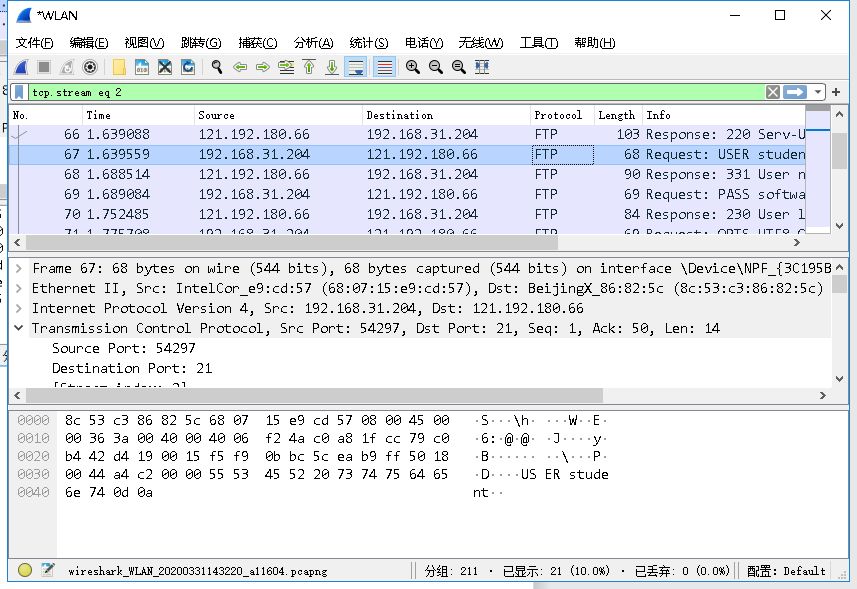 *WLAN
文件(F) 编辑(E) 视图(V) 跳转(G) 捕获(C) 分析(A) 统计(S) 电话(Y) 无线(W) 工具(T) 帮助(H)
tcp.stream eq 2
No. Time Source Destination Protocol Length Info
66 1.639088 121.192.180.66 192.168.31.204 FTP 103 Response: 220 Serv-U
67 1.639559 192.168.31.204 121.192.180.66 FTP 68 Request: USER studen
68 1.688514 121.192.180.66 192.168.31.204 FTP 90 Response: 331 User n
69 1.689084 192.168.31.204 121.192.180.66 FTP 69 Request: PASS softwa
70 1.752485 121.192.180.66 192.168.31.204 FTP 84 Response: 230 User l
71 1.775708 192.168.31.204 121.192.180.66 FTP 69 Request: OPTS UTF8 O
Frame 67: 68 bytes on wire (544 bits), 68 bytes captured (544 bits) on interface \Device\NPF_{3C195B
Ethernet II, Src: IntelCor_e9:cd:57 (68:07:15:e9:cd:57), Dst: BeijingX_86:82:5c (8c:53:c3:86:82:5c)
Internet Protocol Version 4, Src: 192.168.31.204, Dst: 121.192.180.66
Transmission Control Protocol, Src Port: 54297, Dst Port: 21, Seq: 1, Ack: 50, Len: 14
Source Port: 54297
Destination Port: 21
[Stream index: 2]
0000 8c 53 c3 86 82 5c 68 07 15 e9 cd 57 08 00 45 00 ·S···\h· ···W··E·
0010 00 36 3a 00 40 00 40 06 f2 4a c0 a8 1f cc 79 c0 ·6:·@·@· ·J····y·
0020 b4 42 d4 19 00 15 f5 f9 0b bc 5c ea b9 ff 50 18 ·B······ ··\···P·
0030 00 44 a4 c2 00 00 55 53 45 52 20 73 74 75 64 65 ·D····US ER stude
0040 6e 74 0d 0a nt··
wireshark_WLAN_20200331143220_a11604.pcapng 分组: 211 · 已显示: 21 (10.0%) · 已丢弃: 0 (0.0%) 配置: Default